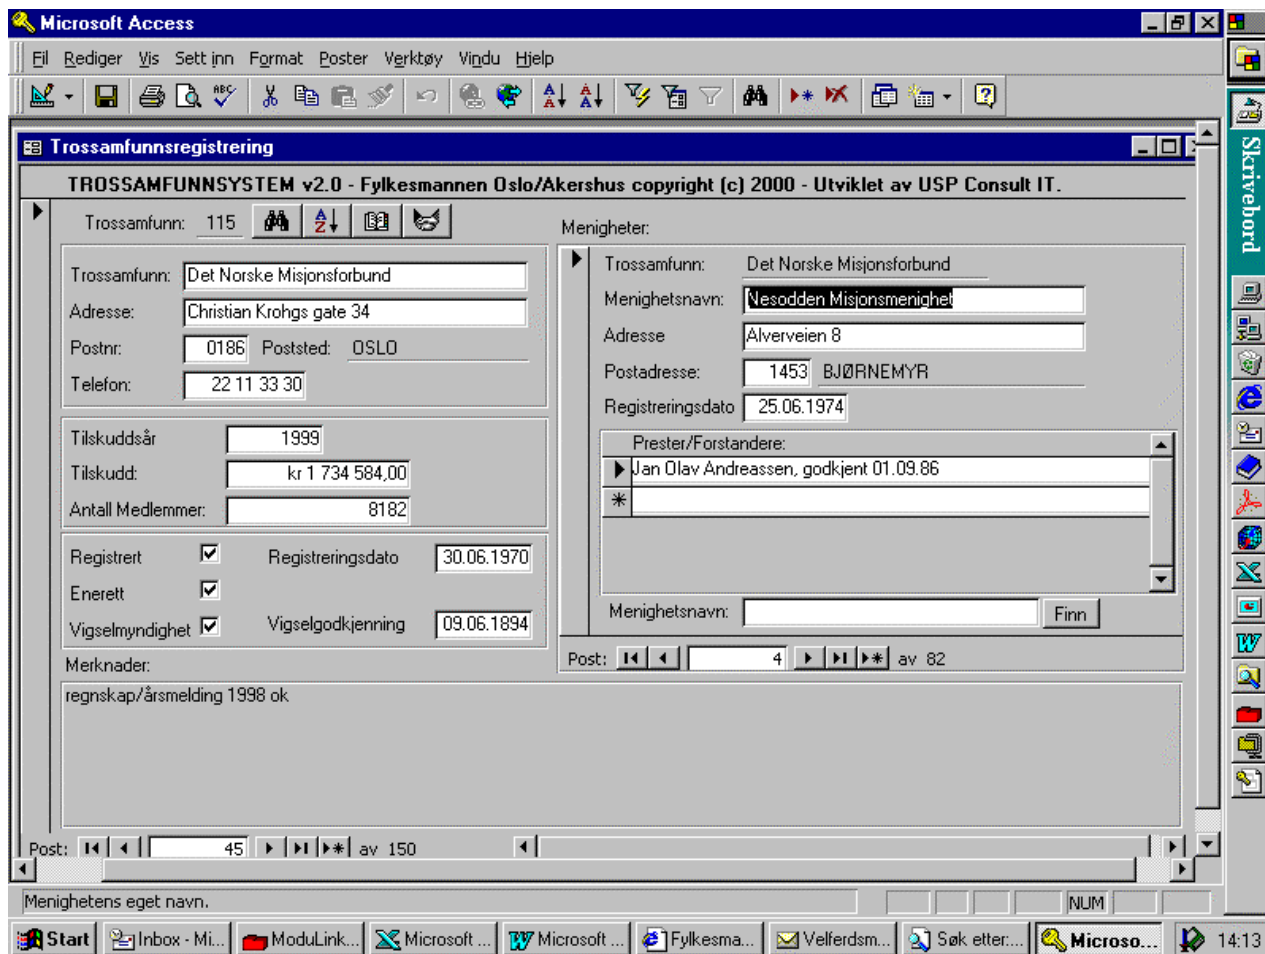 Microsoft Access
Fil Rediger Vis Sett inn Format Poster Verktøy Vindu Hjelp
Trossamfunnsregistrering
TROSSAMFUNNSYSTEM v2.0 - Fylkesmannen Oslo/Akershus copyright (c) 2000 - Utviklet av USP Consult IT.
Trossamfunn: 115
Trossamfunn: Det Norske Misjonsforbund
Adresse: Christian Krohgs gate 34
Postnr: 0186 Poststed: OSLO
Telefon: 22 11 33 30
Tilskuddsår 1999
Tilskudd: kr 1 734 584,00
Antall Medlemmer: 8182
Registrert Registreringsdato 30.06.1970
Enerett
Vigselmyndighet Vigselgodkjenning 09.06.1894
Merknader:
regnskap/årsmelding 1998 ok
Menigheter:
Trossamfunn: Det Norske Misjonsforbund
Menighetsnavn: Nesodden Misjonsmenighet
Adresse Alverveien 8
Postadresse: 1453 BJØRNEMYR
Registreringsdato 25.06.1974
Prester/Forstandere:
Jan Olav Andreassen, godkjent 01.09.86
Menighetsnavn: Finn
Post: 4 av 82
Post: 45 av 150
Menighetens eget navn.
NUM
Skrivebord
Start Inbox - Mi... ModuLink... Microsoft ... Microsoft ... Fylkesma... Velferdsm... Søk etter:... Microso... 14:13